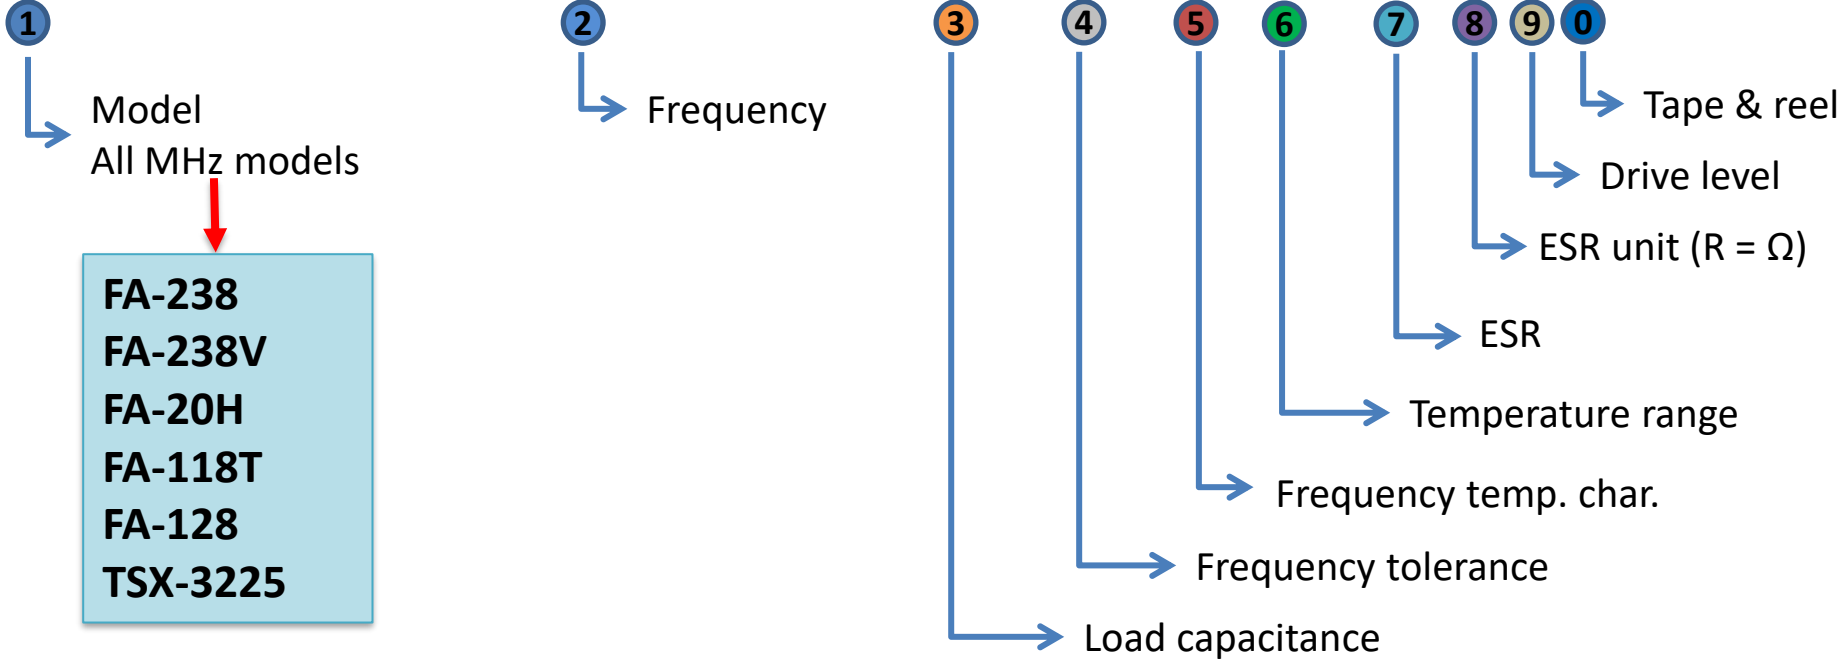 1 2 3 4 5 6 7 8 9 0
Model
All MHz models
Frequency
Tape & reel
Drive level
ESR unit (R = Ω)
ESR
Temperature range
Frequency temp. char.
Frequency tolerance
Load capacitance
FA-238
FA-238V
FA-20H
FA-118T
FA-128
TSX-3225